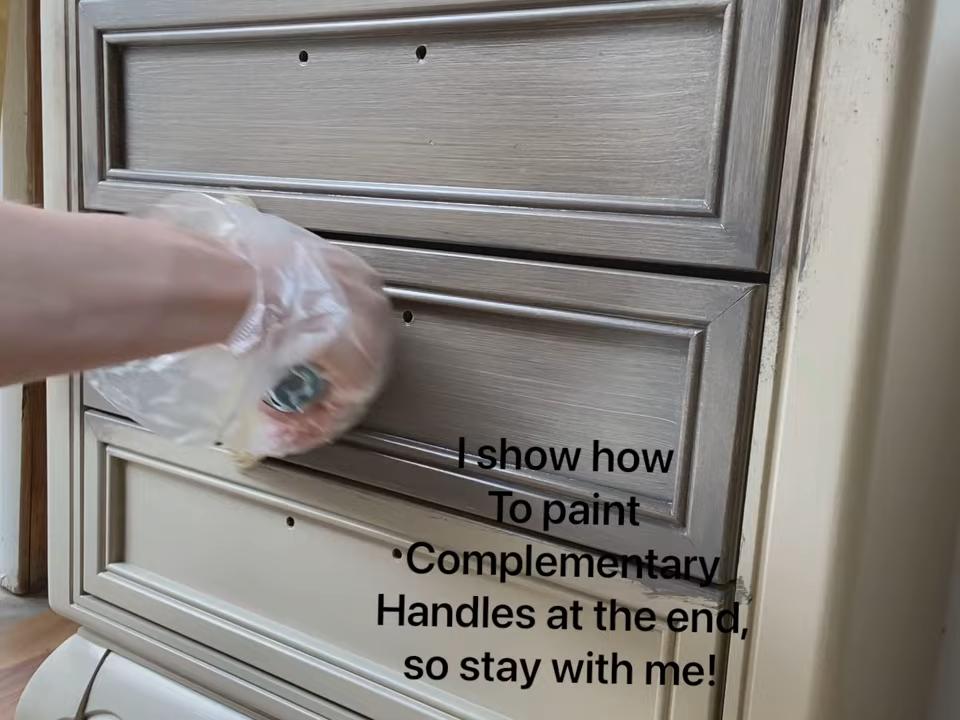 I show how
To paint
Complementary
Handles at the end,
so stay with me!